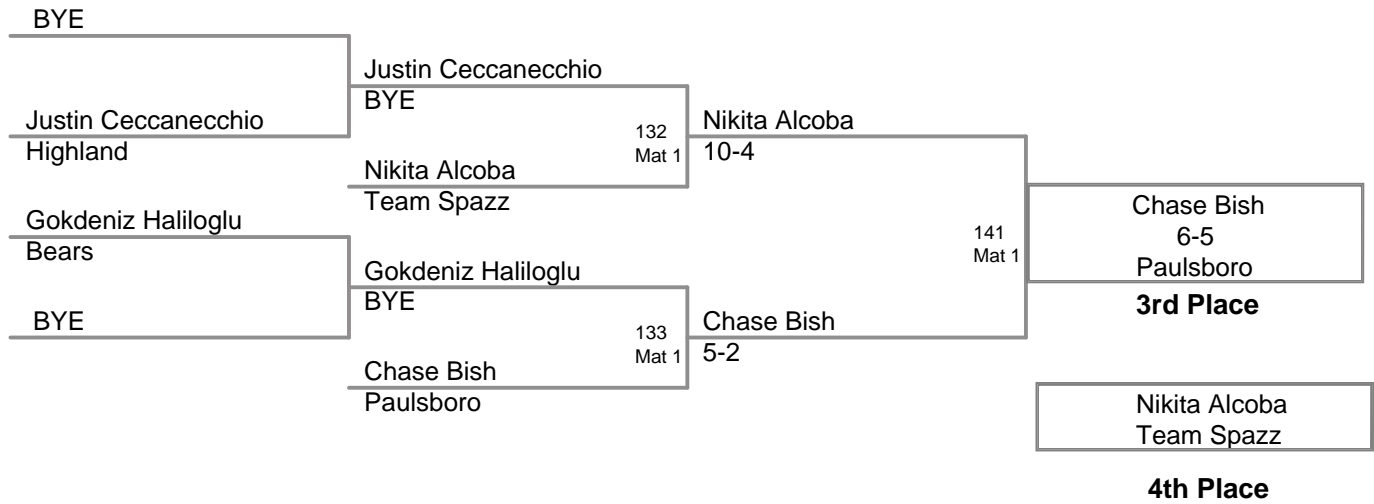 BYE
Justin Ceccanecchio
BYE
Justin Ceccanecchio
Highland
132
Mat 1
Nikita Alcoba
10-4
Nikita Alcoba
Team Spazz
Gokdeniz Haliloglu
Bears
141
Mat 1
Chase Bish
6-5
Paulsboro
3rd Place
Gokdeniz Haliloglu
BYE
BYE
133
Mat 1
Chase Bish
5-2
Chase Bish
Paulsboro
Nikita Alcoba
Team Spazz
4th Place